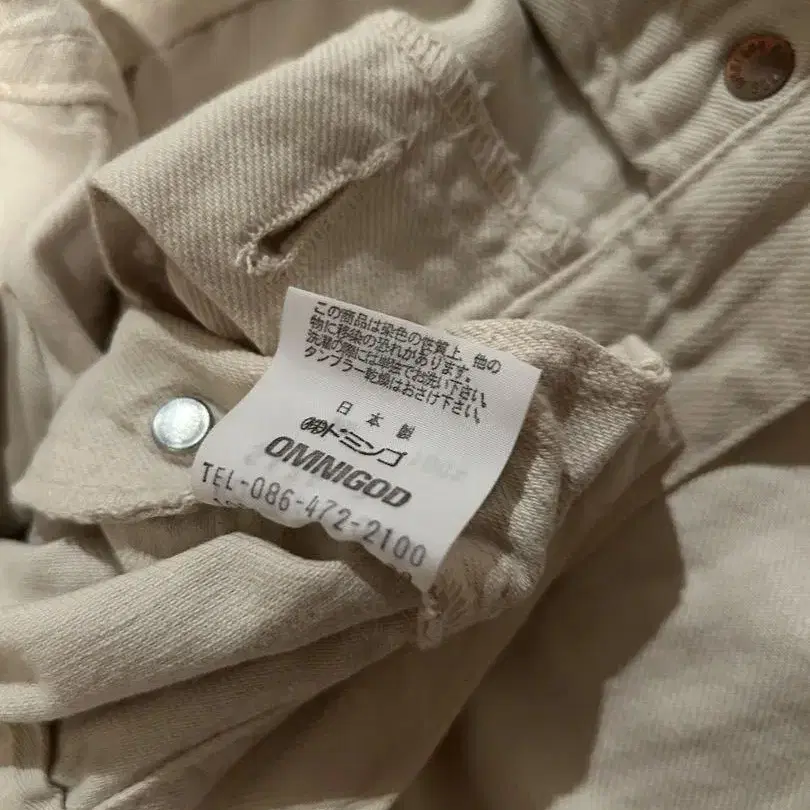 この商品は染色の性質上、他の
物に移染の恐れがあります。
洗濯の際には単独でお洗い下さい。
タンブラー乾燥はおさけ下さい。
日本製
㈱ドミンゴ
OMNIGOD
TEL-086-472-2100